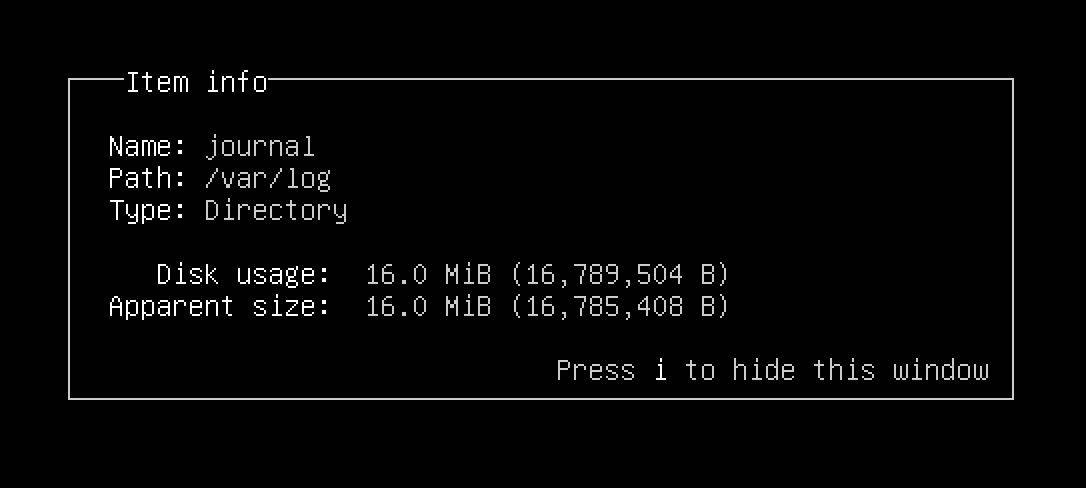 Item info
Name: journal
Path: /var/log
Type: Directory
Disk usage: 16.0 MiB (16,789,504 B)
Apparent size: 16.0 MiB (16,785,408 B)
Press i to hide this window